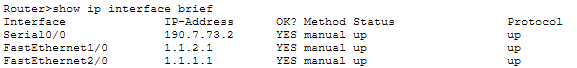 Router>show ip interface brief
Interface IP-Address OK? Method Status Protocol
Serial0/0 190.7.73.2 YES manual up up
FastEthernet1/0 1.1.2.1 YES manual up up
FastEthernet2/0 1.1.1.1 YES manual up up